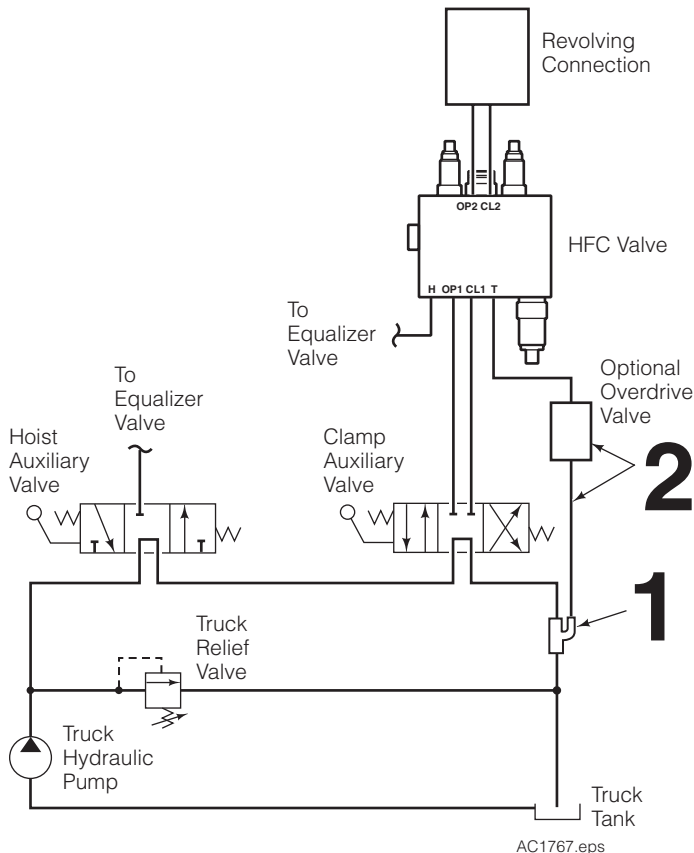 Revolving
Connection
OP2 CL2
HFC Valve
H OP1 CL1 T
To
Equalizer
Valve
Optional
Overdrive
Valve
To
Equalizer
Valve
Hoist
Auxiliary
Valve
Clamp
Auxiliary
Valve
2
1
Truck
Relief
Valve
Truck
Hydraulic
Pump
Truck
Tank
AC1767.eps